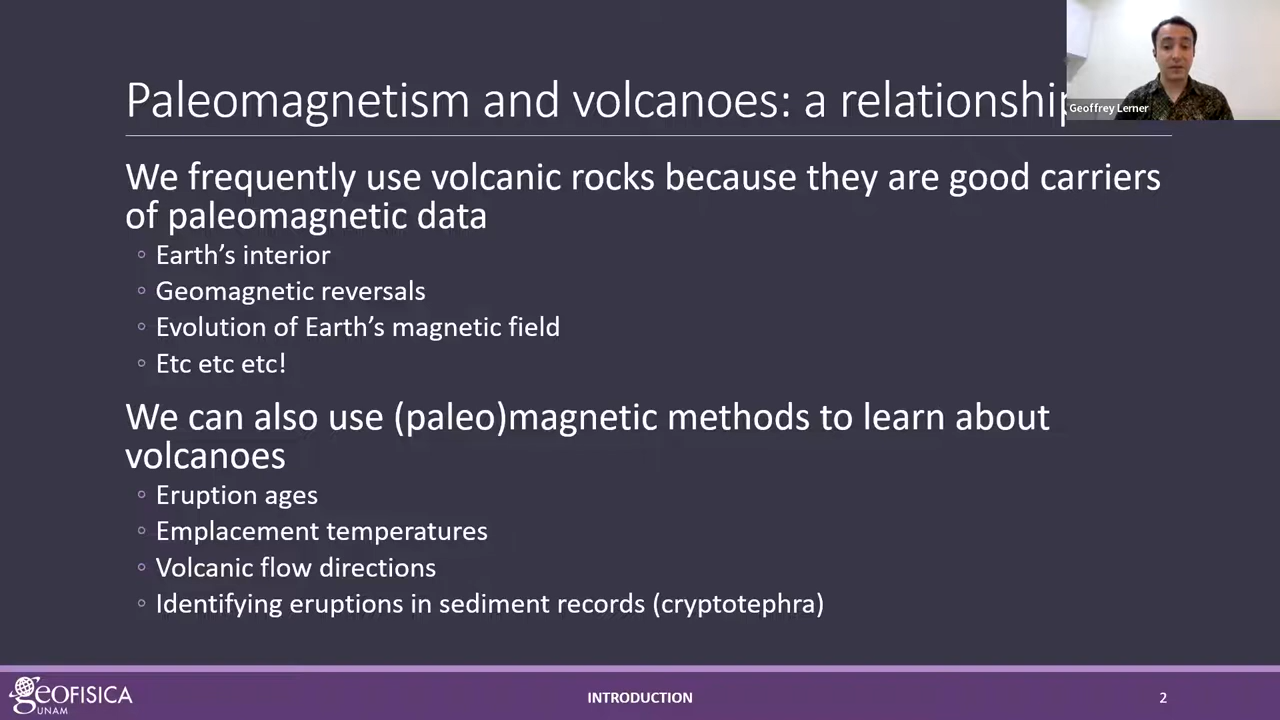 Paleomagnetism and volcanoes: a relationship
Geoffrey Lerner
We frequently use volcanic rocks because they are good carriers
of paleomagnetic data
◦ Earth’s interior
◦ Geomagnetic reversals
◦ Evolution of Earth’s magnetic field
◦ Etc etc etc!
We can also use (paleo)magnetic methods to learn about
volcanoes
◦ Eruption ages
◦ Emplacement temperatures
◦ Volcanic flow directions
◦ Identifying eruptions in sediment records (cryptotephra)
GEOFISICA
UNAM
INTRODUCTION
2